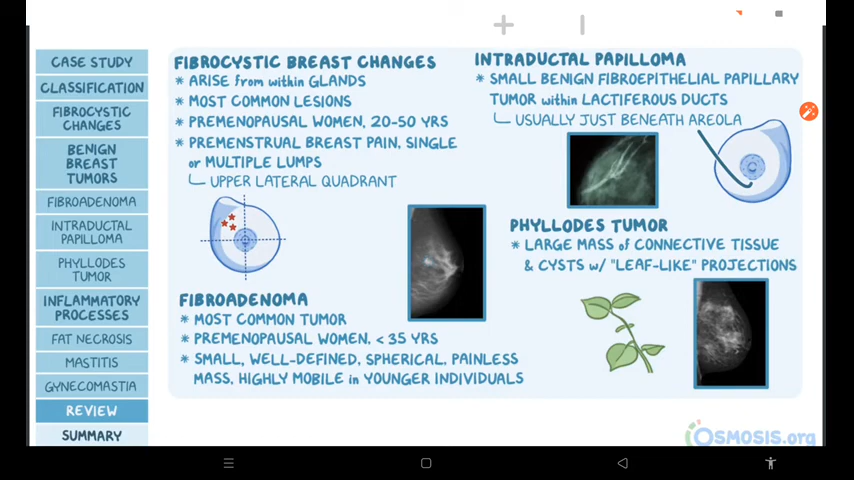 CASE STUDY
CLASSIFICATION
FIBROCYSTIC
CHANGES
BENIGN
BREAST
TUMORS
FIBROADENOMA
INTRADUCTAL
PAPILLOMA
PHYLLODES
TUMOR
INFLAMMATORY
PROCESSES
FAT NECROSIS
MASTITIS
GYNECOMASTIA
REVIEW
SUMMARY
FIBROCYSTIC BREAST CHANGES
* ARISE from within GLANDS
* MOST COMMON LESIONS
* PREMENOPAUSAL WOMEN, 20-50 YRS
* PREMENSTRUAL BREAST PAIN, SINGLE
or MULTIPLE LUMPS
UPPER LATERAL QUADRANT
FIBROADENOMA
* MOST COMMON TUMOR
* PREMENOPAUSAL WOMEN, < 35 YRS
* SMALL, WELL-DEFINED, SPHERICAL, PAINLESS
MASS, HIGHLY MOBILE in YOUNGER INDIVIDUALS
INTRADUCTAL PAPILLOMA
* SMALL BENIGN FIBROEPITHELIAL PAPILLARY
TUMOR within LACTIFEROUS DUCTS
USUALLY JUST BENEATH AREOLA
PHYLLODES TUMOR
* LARGE MASS of CONNECTIVE TISSUE
& CYSTS w/ "LEAF-LIKE" PROJECTIONS
OSMOSIS.org